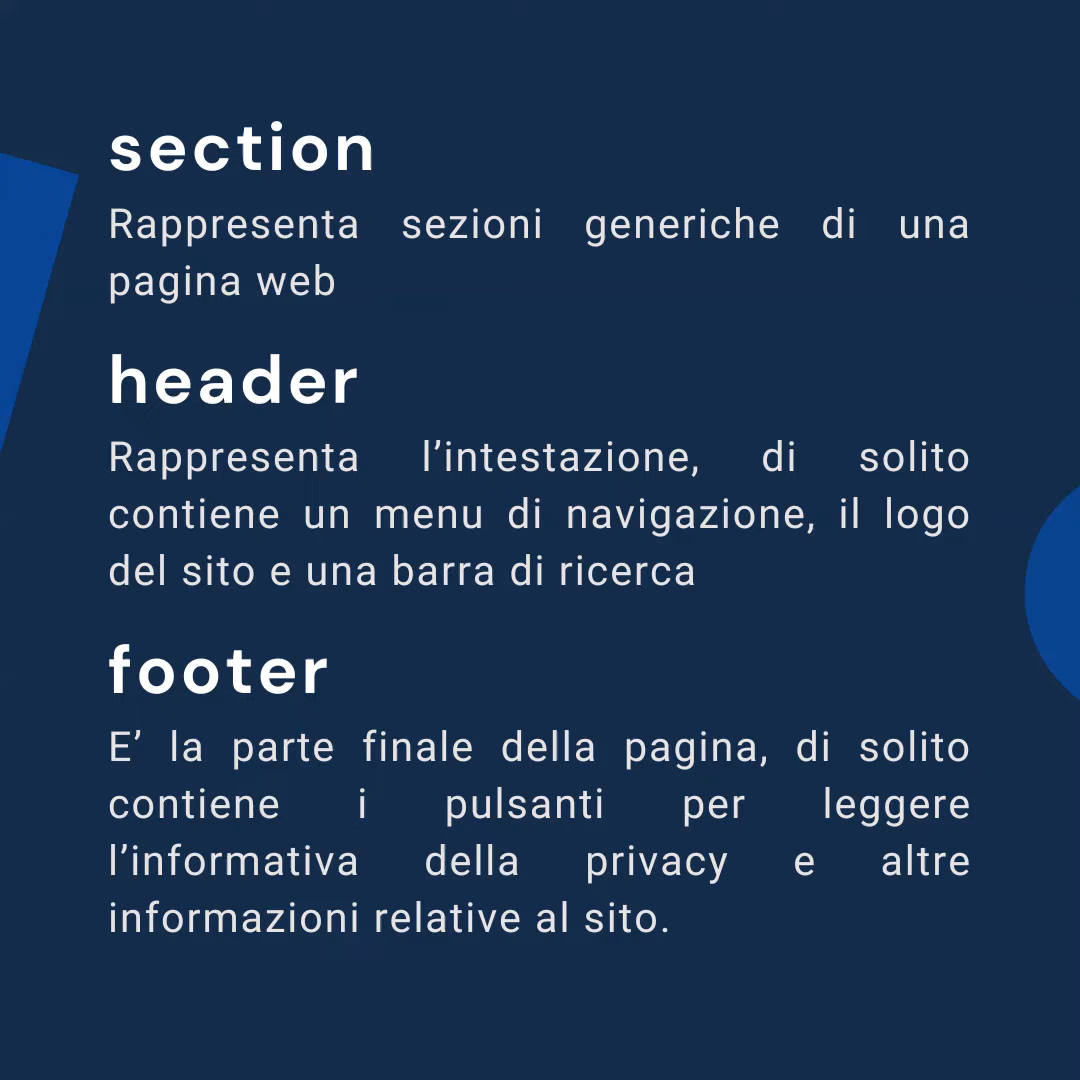 section
Rappresenta sezioni generiche di una
pagina web
header
Rappresenta l’intestazione, di solito
contiene un menu di navigazione, il logo
del sito e una barra di ricerca
footer
E’ la parte finale della pagina, di solito
contiene i pulsanti per leggere
l’informativa della privacy e altre
informazioni relative al sito.